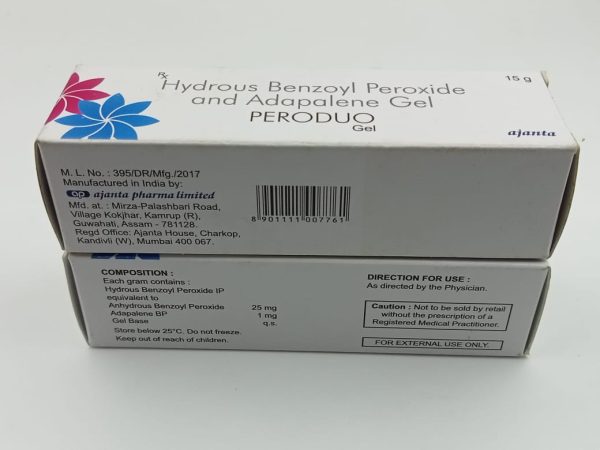 Rx
Hydrous Benzoyl Peroxide
and Adapalene Gel
PERODUO
Gel
15 g
ajanta
M. L. No. : 395/DR/Mfg./2017
Manufactured in India by:
ap ajanta pharma limited
Mfd. at. : Mirza-Palashbari Road,
Village Kokjhar, Kamrup (R),
Guwahati, Assam - 781128.
Regd Office: Ajanta House, Charkop,
Kandivli (W), Mumbai 400 067.
8 901111 007761
COMPOSITION :
Each gram contains :
Hydrous Benzoyl Peroxide IP
equivalent to
Anhydrous Benzoyl Peroxide 25 mg
Adapalene BP 1 mg
Gel Base q.s.
Store below 25°C. Do not freeze.
Keep out of reach of children.
DIRECTION FOR USE :
As directed by the Physician.
Caution : Not to be sold by retail
without the prescription of a
Registered Medical Practitioner.
FOR EXTERNAL USE ONLY.